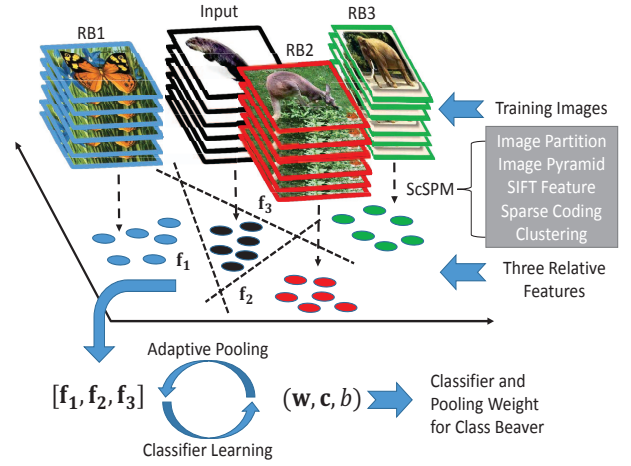 Input
RB1
RB2
RB3
Training Images
ScSPM
Image Partition
Image Pyramid
SIFT Feature
Sparse Coding
Clustering
f₃
f₁
f₂
Three Relative
Features
Adaptive Pooling
[f₁, f₂, f₃]
(w, c, b)
Classifier Learning
Classifier and
Pooling Weight
for Class Beaver